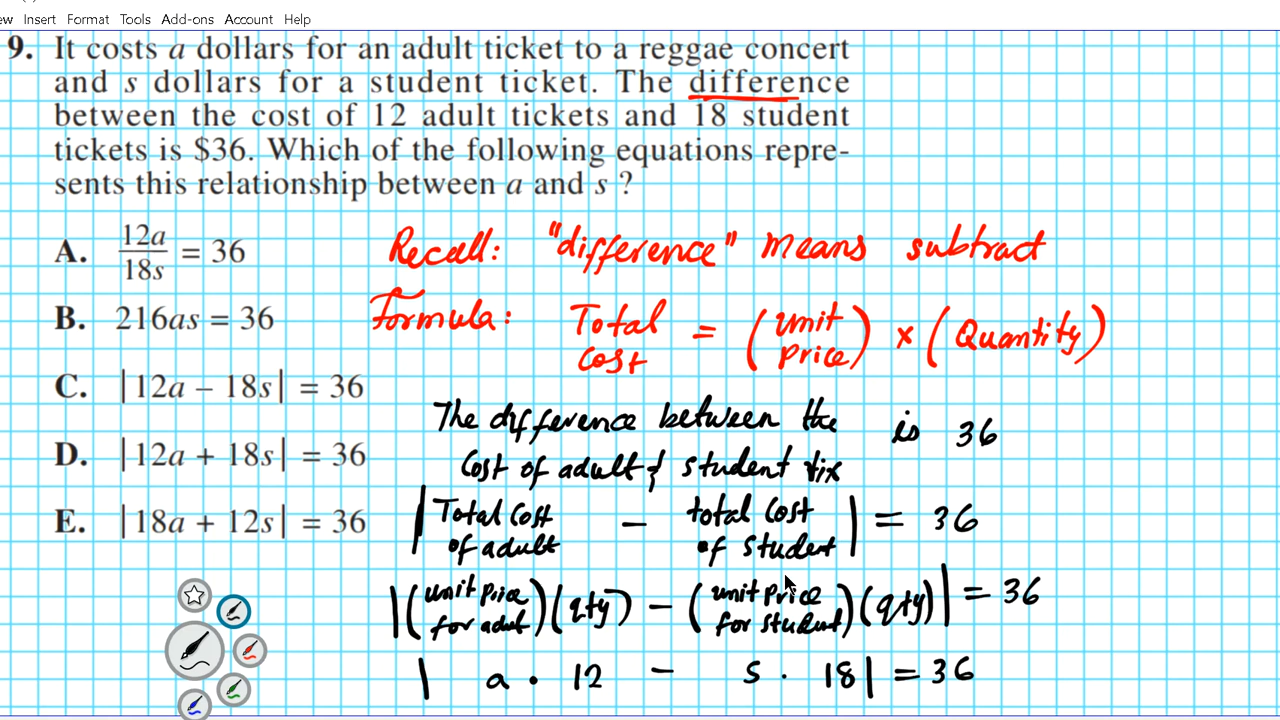 ew Insert Format Tools Add-ons Account Help
9. It costs a dollars for an adult ticket to a reggae concert
and s dollars for a student ticket. The difference
between the cost of 12 adult tickets and 18 student
tickets is $36. Which of the following equations repre-
sents this relationship between a and s ?
A. 12a/18s = 36
Recall: "difference" means subtract
B. 216as = 36
Formula: Total Cost = (Unit Price) × (Quantity)
C. |12a – 18s| = 36
The difference between the is 36
Cost of adult & student tix
D. |12a + 18s| = 36
E. |18a + 12s| = 36
|Total Cost of adult – total Cost of student| = 36
|(unit price for adult)(qty) – (unit price for student)(qty)| = 36
| a · 12 – s · 18| = 36